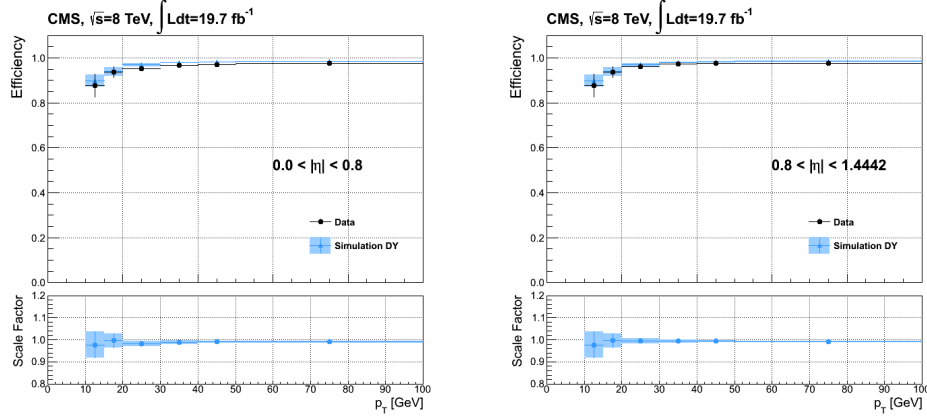 CMS, √s=8 TeV, ∫Ldt=19.7 fb⁻¹
Efficiency
1.0
0.8
0.6
0.4
0.2
0.0
0.0 < |η| < 0.8
Data
Simulation DY
Scale Factor
1.2
1.1
1.0
0.9
0.8
0 10 20 30 40 50 60 70 80 90 100
p_T [GeV]
CMS, √s=8 TeV, ∫Ldt=19.7 fb⁻¹
Efficiency
1.0
0.8
0.6
0.4
0.2
0.0
0.8 < |η| < 1.4442
Data
Simulation DY
Scale Factor
1.2
1.1
1.0
0.9
0.8
0 10 20 30 40 50 60 70 80 90 100
p_T [GeV]